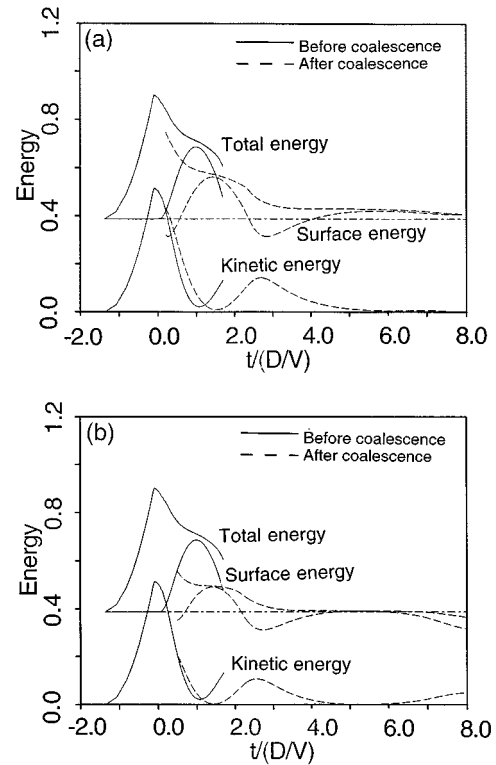 (a)
Before coalescence
After coalescence
Total energy
Surface energy
Kinetic energy
Energy
1.2
0.8
0.4
0.0
-2.0 0.0 2.0 4.0 6.0 8.0
t/(D/V)
(b)
Before coalescence
After coalescence
Total energy
Surface energy
Kinetic energy
Energy
1.2
0.8
0.4
0.0
-2.0 0.0 2.0 4.0 6.0 8.0
t/(D/V)